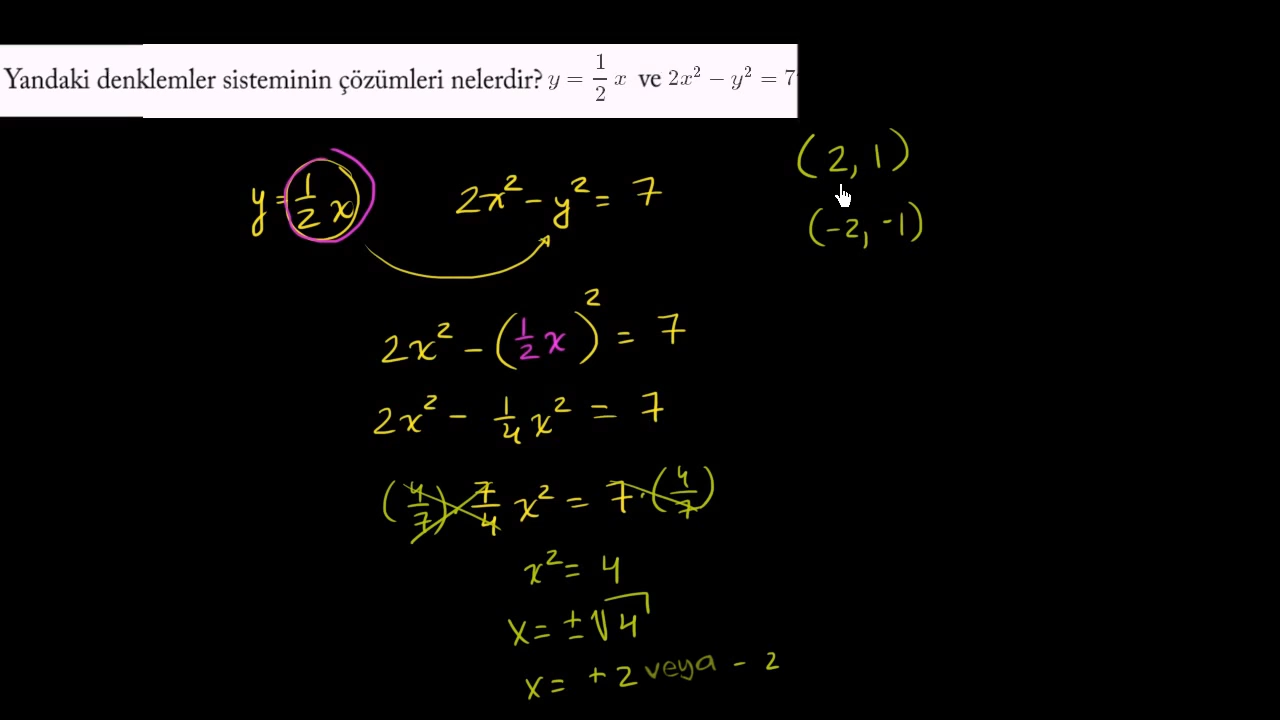 Yandaki denklemler sisteminin çözümleri nelerdir? y = 1/2 x ve 2x² − y² = 7
y = 1/2 x    2x² − y² = 7
(2, 1)
(-2, -1)
2x² − (1/2 x)² = 7
2x² − 1/4 x² = 7
(4/7) · 7/4 x² = 7 · (4/7)
x² = 4
x = ±√4
x = +2 veya − 2